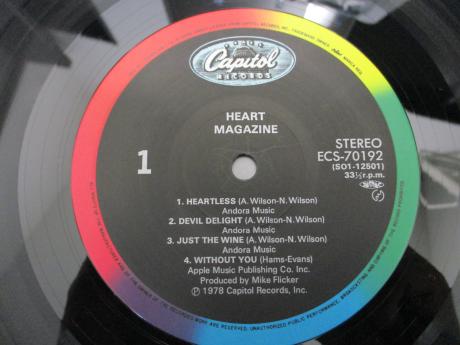 Capitol
RECORDS
HEART
MAGAZINE
1
STEREO
ECS-70192
(SO1-12501)
33⅓ r.p.m.
1. HEARTLESS (A. Wilson-N. Wilson)
Andora Music
2. DEVIL DELIGHT (A. Wilson-N. Wilson)
Andora Music
3. JUST THE WINE (A. Wilson-N. Wilson)
Andora Music
4. WITHOUT YOU (Hams-Evans)
Apple Music Publishing Co. Inc.
Produced by Mike Flicker
℗ 1978 Capitol Records, Inc.